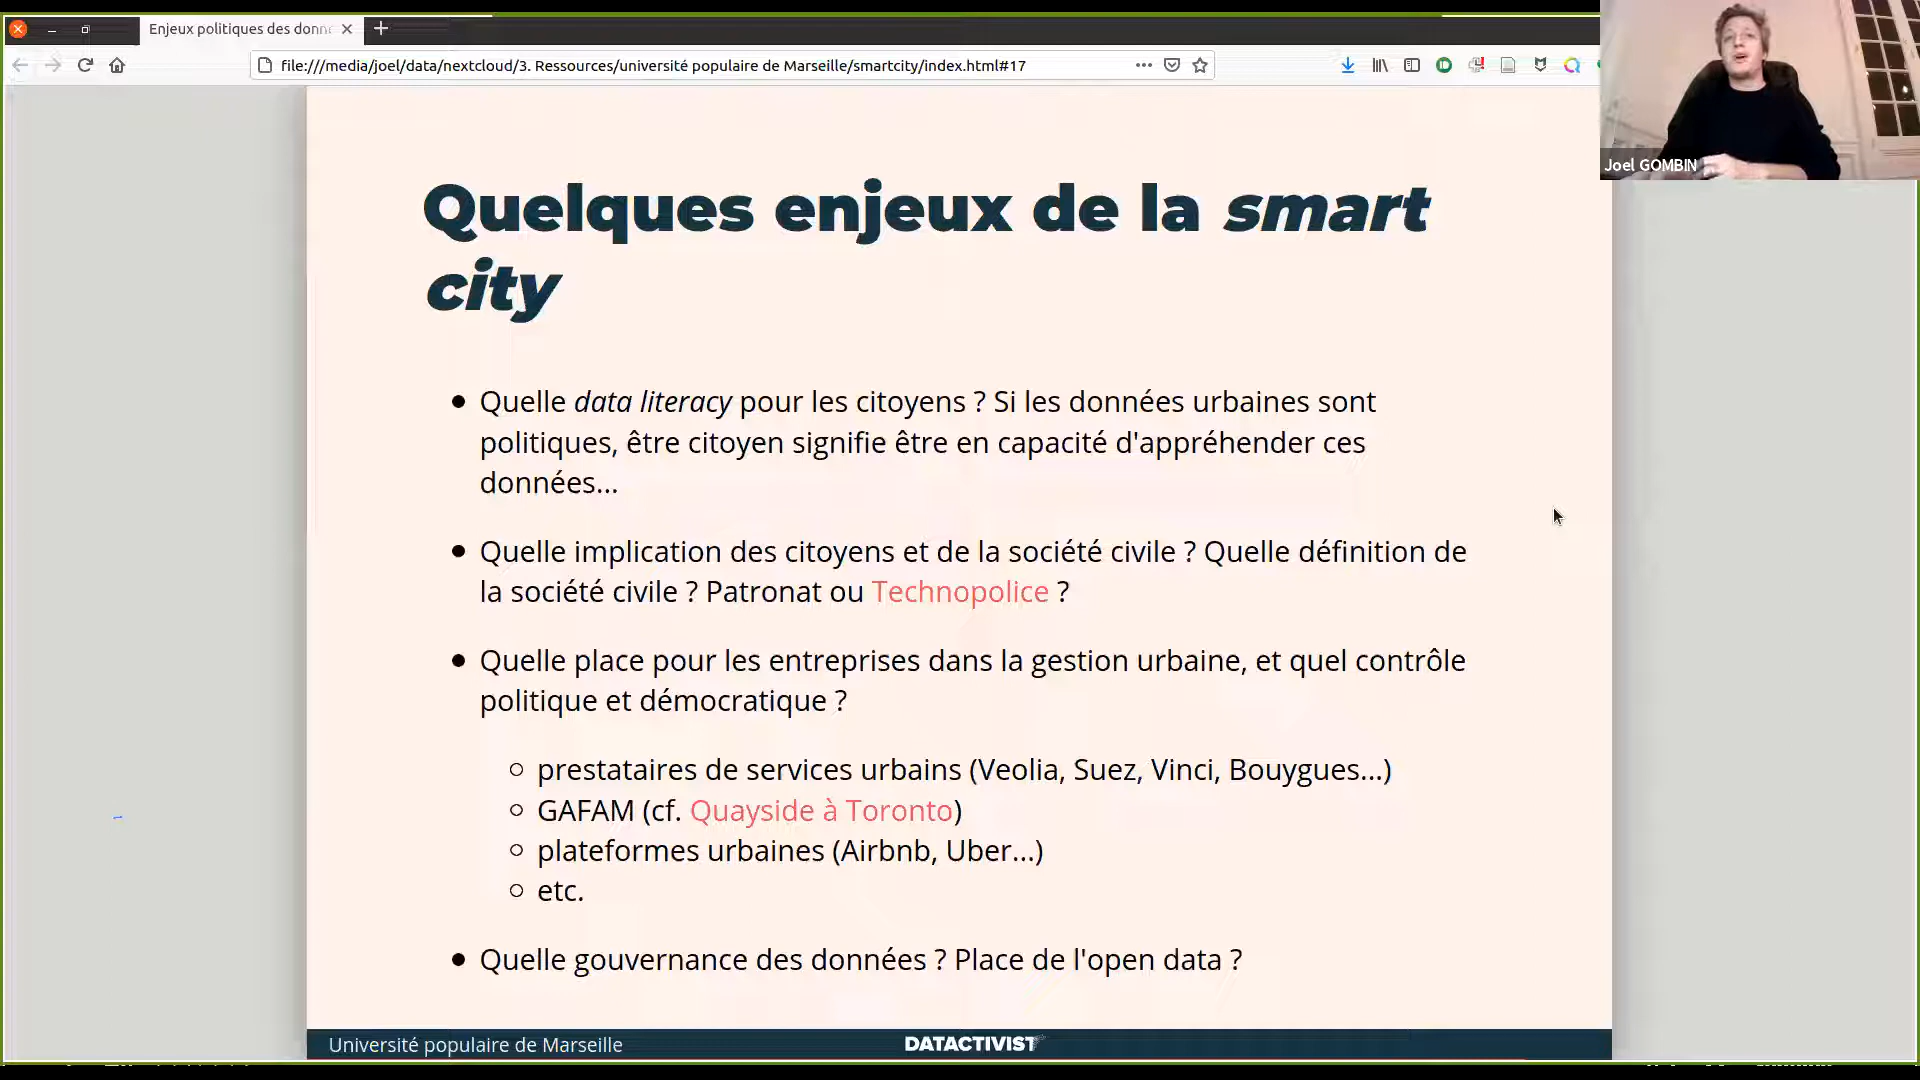 Enjeux politiques des donn
file:///media/joel/data/nextcloud/3. Ressources/université populaire de Marseille/smartcity/index.html#17
Joel GOMBIN
Quelques enjeux de la smart
city
Quelle data literacy pour les citoyens ? Si les données urbaines sont
politiques, être citoyen signifie être en capacité d'appréhender ces
données...
Quelle implication des citoyens et de la société civile ? Quelle définition de
la société civile ? Patronat ou Technopolice ?
Quelle place pour les entreprises dans la gestion urbaine, et quel contrôle
politique et démocratique ?
prestataires de services urbains (Veolia, Suez, Vinci, Bouygues...)
GAFAM (cf. Quayside à Toronto)
plateformes urbaines (Airbnb, Uber...)
etc.
Quelle gouvernance des données ? Place de l'open data ?
Université populaire de Marseille
DATACTIVIST